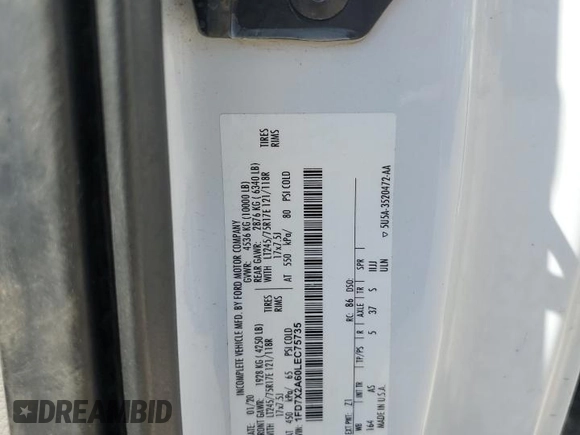 INCOMPLETE VEHICLE MFD. BY FORD MOTOR COMPANY
01/20 GVWR: 4536 KG (10000 LB)
FRONT GAWR: 1928 KG ( 4250 LB) REAR GAWR: 2876 KG ( 6340 LB)
WITH LT245/75R17E 121/118R TIRES WITH LT245/75R17E 121/118R TIRES
17x7.5J RIMS 17x7.5J RIMS
AT 450 kPa/ 65 PSI COLD AT 550 kPa/ 80 PSI COLD
1FD7X2A60LEC75735
EXT PNT: Z1 RC: 86 DSO:
WB INT TR TP/PS R AXLE TR SPR
164 AS 5 37 S IIJJ
MADE IN U.S.A. ULN
5U5A-3520472-AA
DREAMBID